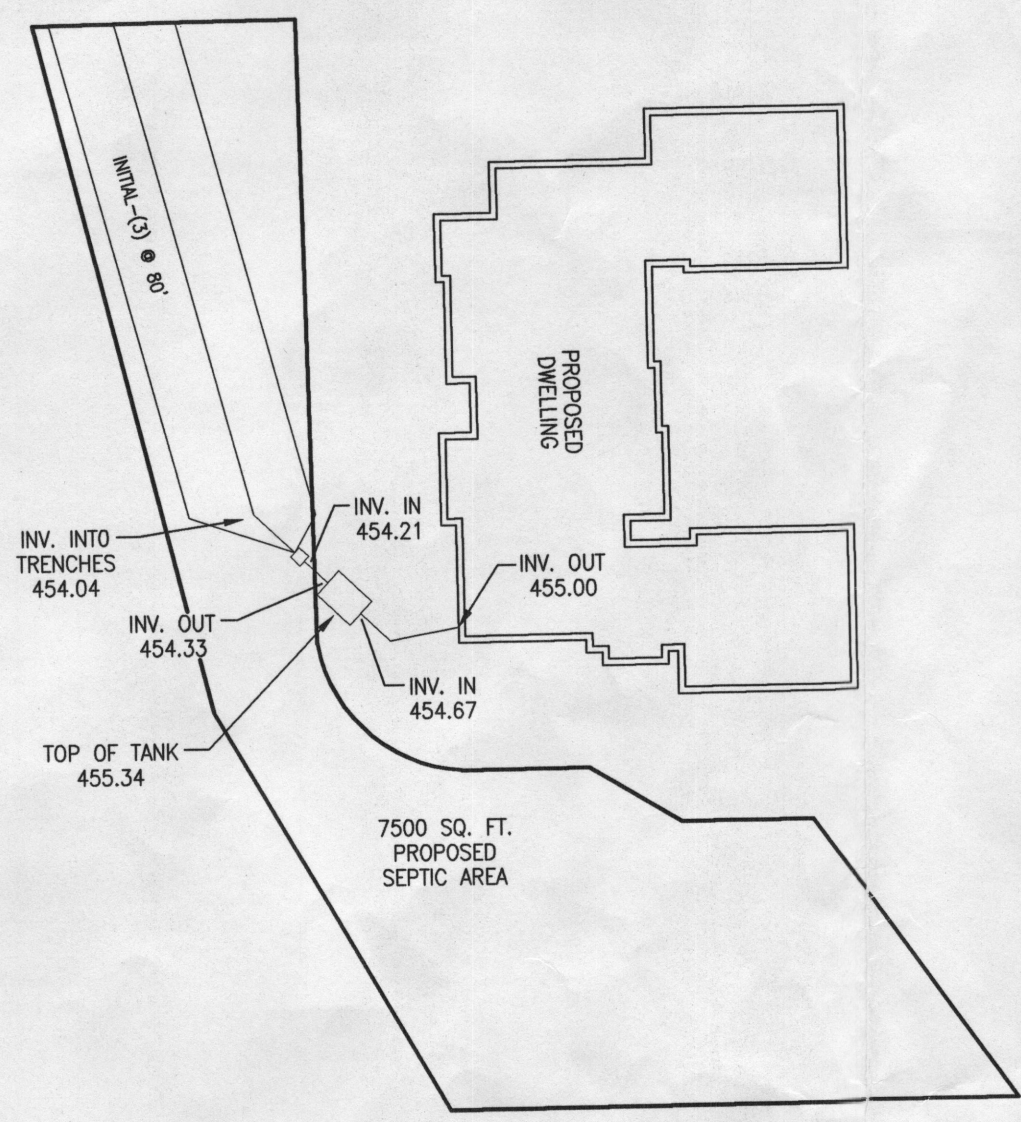 INITIAL-(3) @ 80'
PROPOSED
DWELLING
INV. IN
454.21
INV. INTO
TRENCHES
454.04
INV. OUT
455.00
INV. OUT
454.33
INV. IN
454.67
TOP OF TANK
455.34
7500 SQ. FT.
PROPOSED
SEPTIC AREA